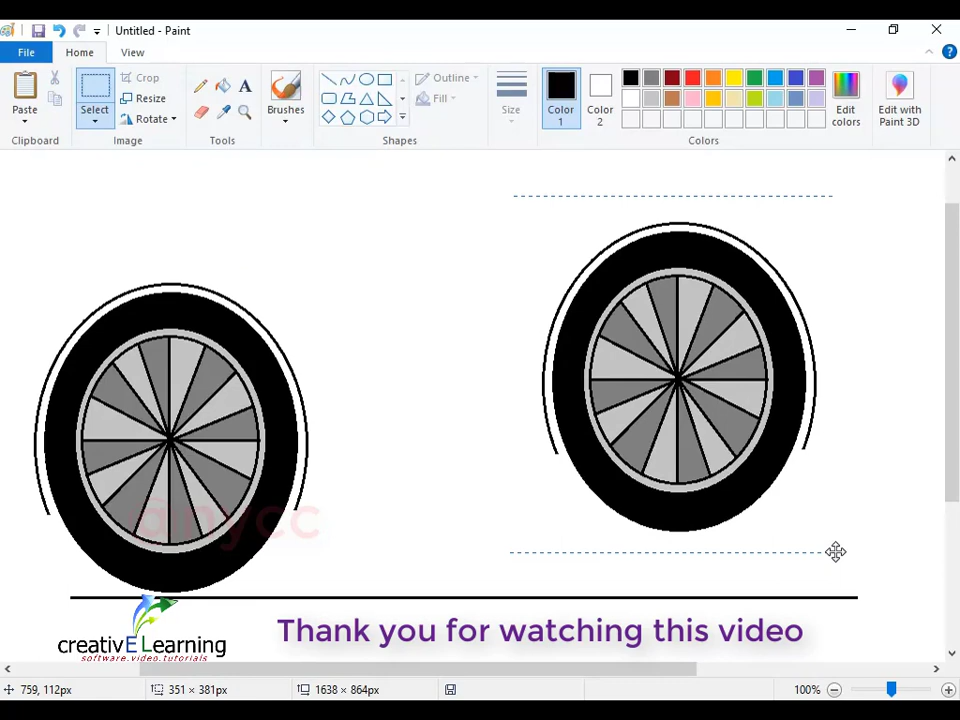 Untitled - Paint
File Home View
Paste
Select
Crop
Resize
Rotate
Brushes
Outline
Fill
Size
Color 1
Color 2
Edit colors
Edit with Paint 3D
Clipboard
Image
Tools
Shapes
Colors
@nycc
creativE Learning
software.video.tutorials
Thank you for watching this video
759, 112px
351 × 381px
1638 × 864px
100%